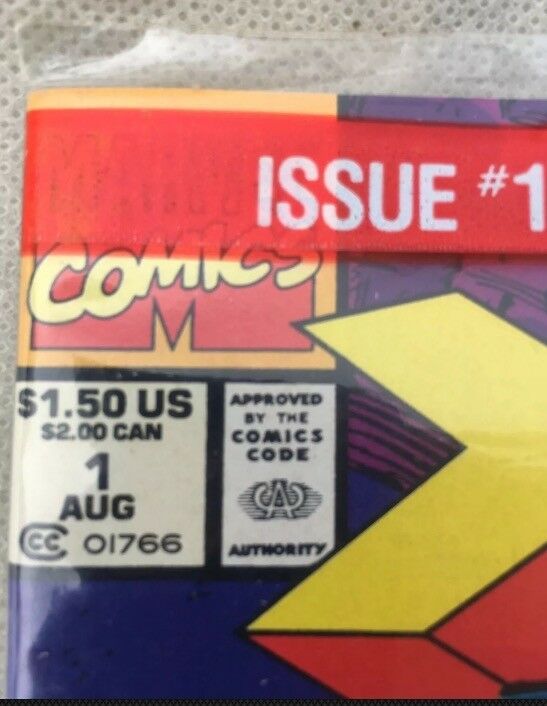 ISSUE #1
COMICS
M
$1.50 US
$2.00 CAN
1
AUG
CC 01766
APPROVED
BY THE
COMICS
CODE
CA
AUTHORITY